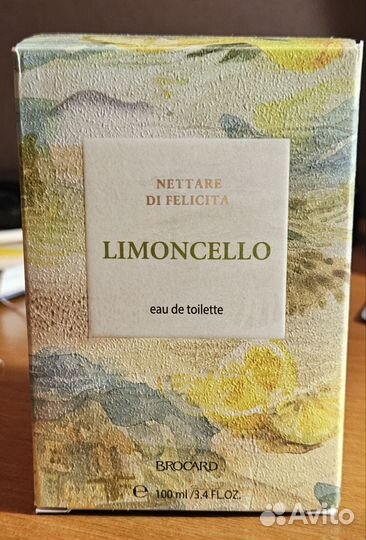 NETTARE
DI FELICITA
LIMONCELLO
eau de toilette
BROCARD
℮ 100 ml /3.4 FL.OZ.
Avito